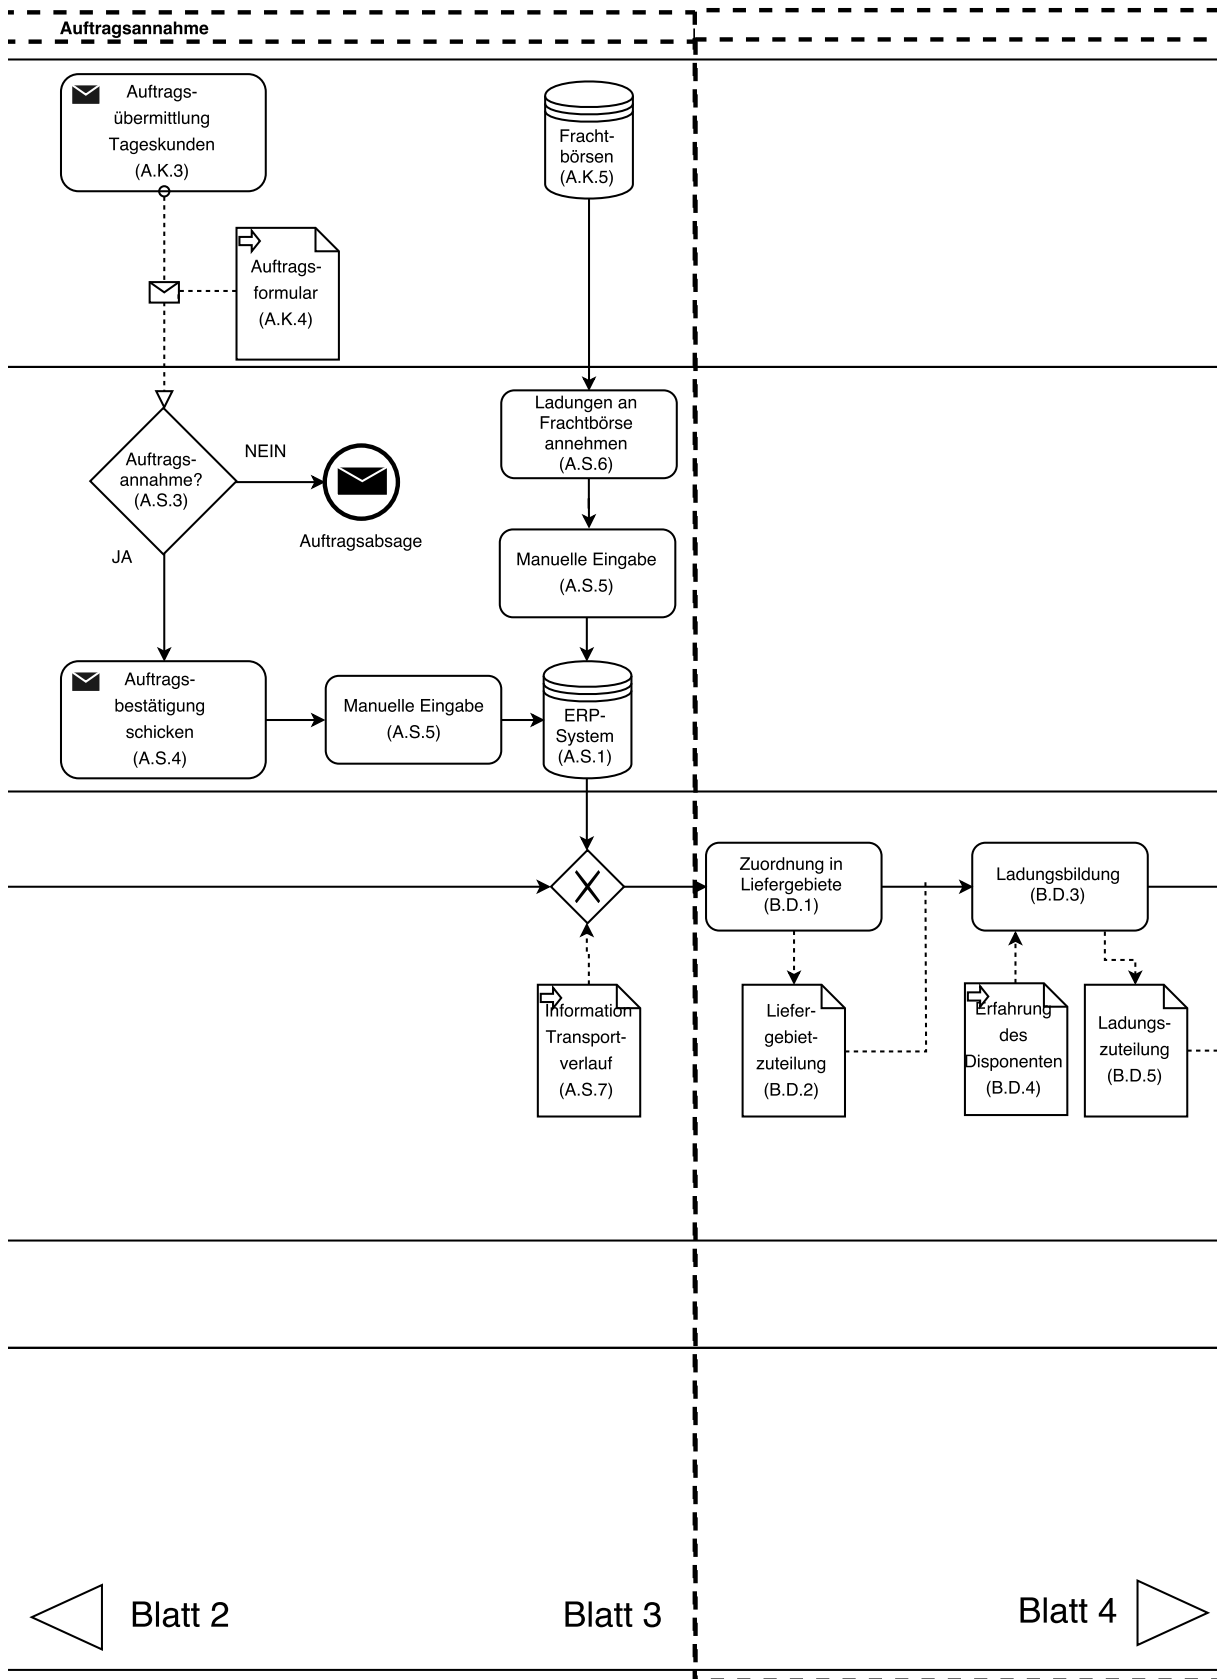 Auftragsannahme
Auftrags-
übermittlung
Tageskunden
(A.K.3)
Fracht-
börsen
(A.K.5)
Auftrags-
formular
(A.K.4)
Auftrags-
annahme?
(A.S.3)
NEIN
JA
Auftragsabsage
Ladungen an
Frachtbörse
annehmen
(A.S.6)
Manuelle Eingabe
(A.S.5)
Auftrags-
bestätigung
schicken
(A.S.4)
Manuelle Eingabe
(A.S.5)
ERP-
System
(A.S.1)
Zuordnung in
Liefergebiete
(B.D.1)
Ladungsbildung
(B.D.3)
Information
Transport-
verlauf
(A.S.7)
Liefer-
gebiet-
zuteilung
(B.D.2)
Erfahrung
des
Disponenten
(B.D.4)
Ladungs-
zuteilung
(B.D.5)
Blatt 2
Blatt 3
Blatt 4